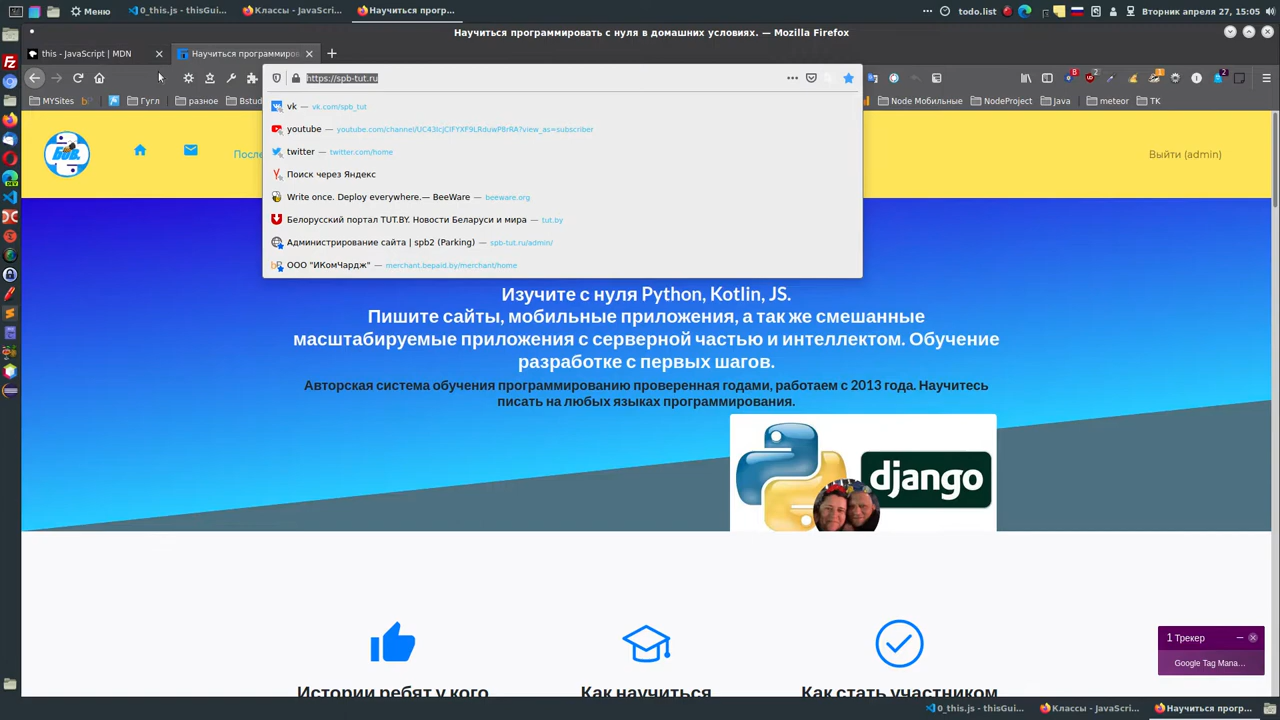 Меню
0_this.js - thisGui...
Классы - JavaScri...
Научиться прогр...
todo.list
Вторник апреля 27, 15:05
Научиться программировать с нуля в домашних условиях. — Mozilla Firefox
this - JavaScript | MDN
Научиться программиров
https://spb-tut.ru
MYSites
Гугл
разное
Bstud
Node Мобильные
NodeProject
Java
meteor
ТК
vk — vk.com/spb_tut
youtube — youtube.com/channel/UC43lcjCIFYXF9LRduwP8rRA?view_as=subscriber
twitter — twitter.com/home
Поиск через Яндекс
Write once. Deploy everywhere.— BeeWare — beeware.org
Белорусский портал TUT.BY. Новости Беларуси и мира — tut.by
Администрирование сайта | spb2 (Parking) — spb-tut.ru/admin/
ООО "ИКомЧардж" — merchant.bepaid.by/merchant/home
После
Выйти (admin)
Изучите с нуля Python, Kotlin, JS.
Пишите сайты, мобильные приложения, а так же смешанные
масштабируемые приложения с серверной частью и интеллектом. Обучение
разработке с первых шагов.
Авторская система обучения программированию проверенная годами, работаем с 2013 года. Научитесь
писать на любых языках программирования.
django
Истории ребят у кого
Как научиться
Как стать участником
1 Трекер
Google Tag Mana...
0_this.js - thisGui...
Классы - JavaScri...
Научиться прогр...